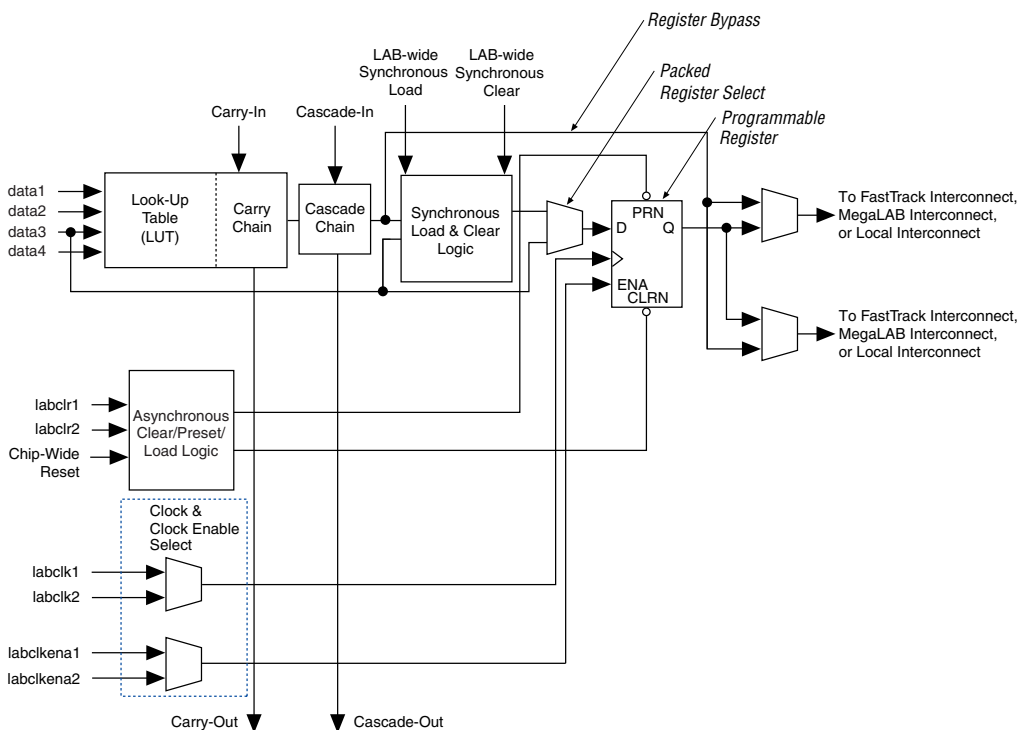 Register Bypass
LAB-wide
Synchronous
Load
LAB-wide
Synchronous
Clear
Packed
Register Select
Carry-In
Cascade-In
Programmable
Register
data1
data2
data3
data4
Look-Up
Table
(LUT)
Carry
Chain
Cascade
Chain
Synchronous
Load & Clear
Logic
PRN
D
Q
ENA
CLRN
To FastTrack Interconnect,
MegaLAB Interconnect,
or Local Interconnect
To FastTrack Interconnect,
MegaLAB Interconnect,
or Local Interconnect
labclr1
labclr2
Chip-Wide
Reset
Asynchronous
Clear/Preset/
Load Logic
Clock &
Clock Enable
Select
labclk1
labclk2
labclkena1
labclkena2
Carry-Out
Cascade-Out